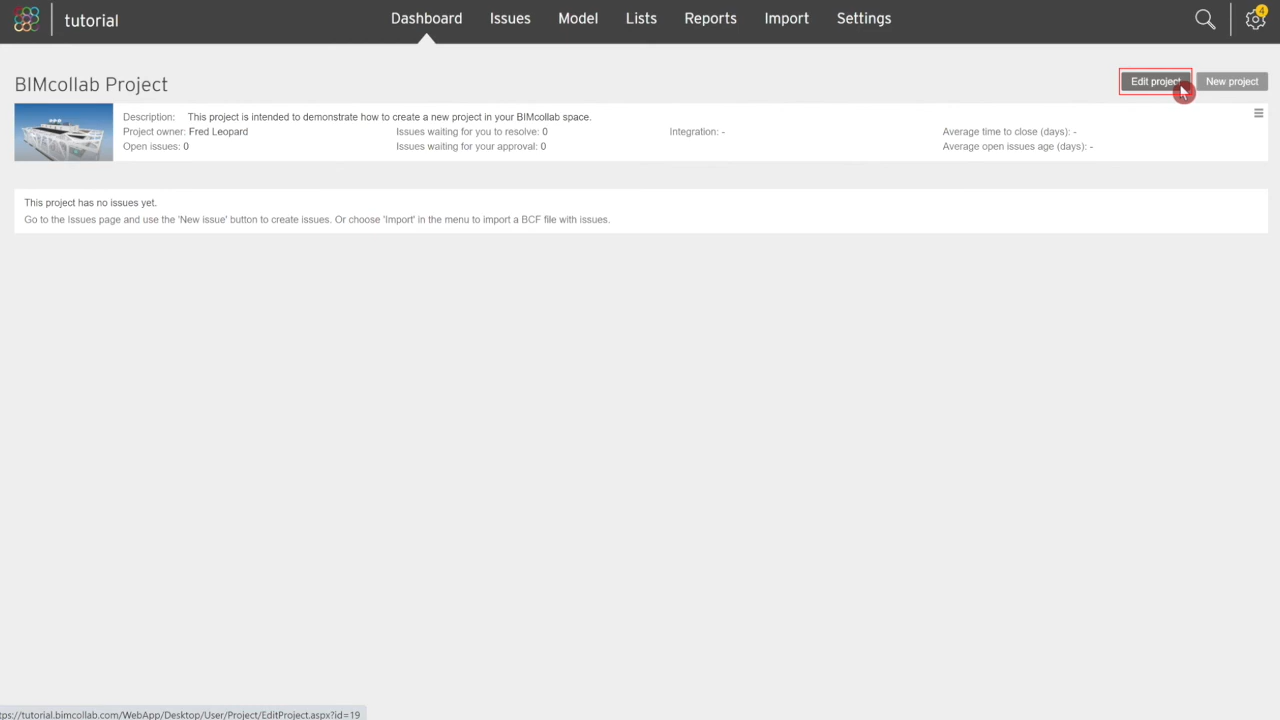 tutorial
Dashboard Issues Model Lists Reports Import Settings
4
BIMcollab Project
Edit project New project
Description: This project is intended to demonstrate how to create a new project in your BIMcollab space.
Project owner: Fred Leopard Issues waiting for you to resolve: 0 Integration: - Average time to close (days): -
Open issues: 0 Issues waiting for your approval: 0 Average open issues age (days): -
This project has no issues yet.
Go to the Issues page and use the 'New issue' button to create issues. Or choose 'Import' in the menu to import a BCF file with issues.
tps://tutorial.bimcollab.com/WebApp/Desktop/User/Project/EditProject.aspx?id=19